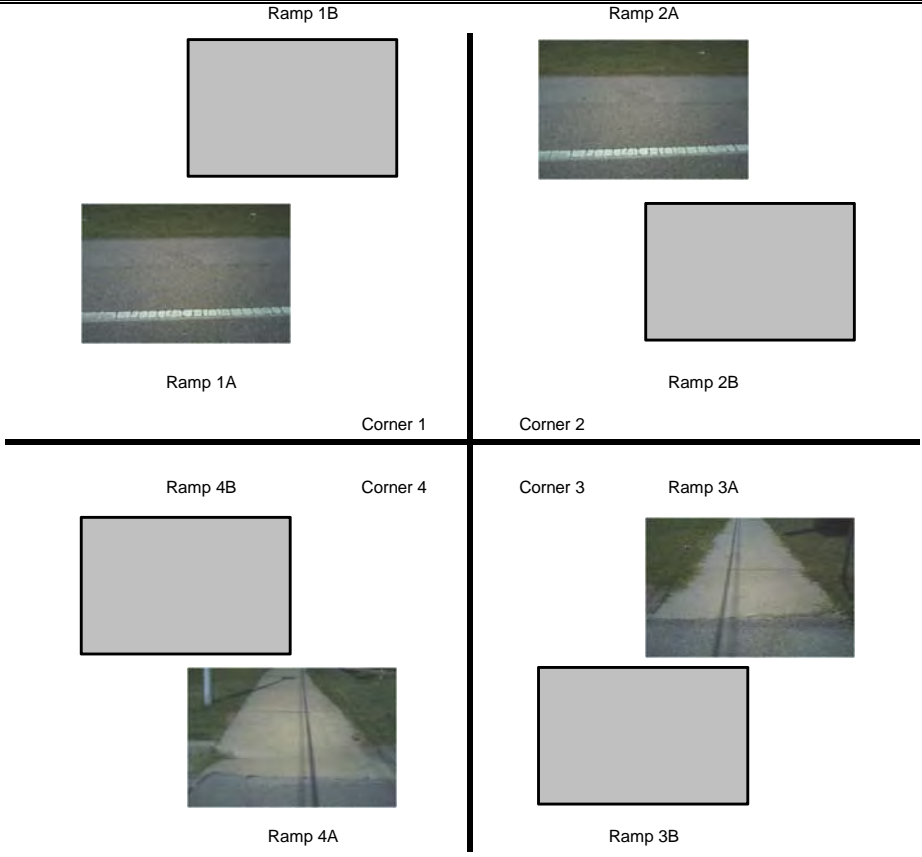 Ramp 1B
Ramp 2A
Ramp 1A
Ramp 2B
Corner 1
Corner 2
Ramp 4B
Corner 4
Corner 3
Ramp 3A
Ramp 4A
Ramp 3B